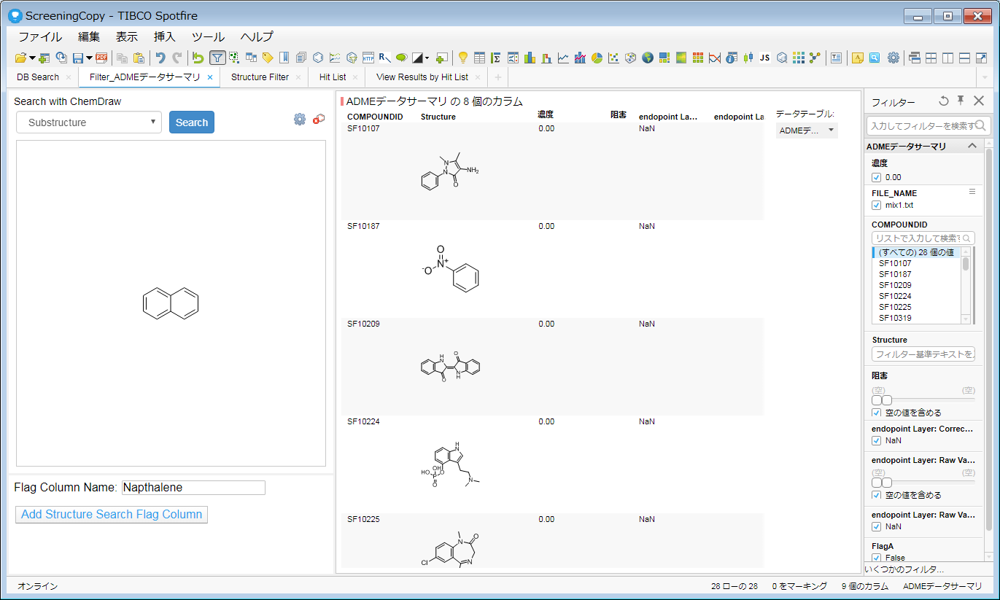 ScreeningCopy - TIBCO Spotfire
ファイル 編集 表示 挿入 ツール ヘルプ
PDF HTTP R JS T
DB Search × Filter_ADMEデータサーマリ × Structure Filter × Hit List × View Results by Hit List × +
Search with ChemDraw
Substructure
Search
Flag Column Name: Napthalene
Add Structure Search Flag Column
ADMEデータサーマリ の 8 個のカラム
COMPOUNDID Structure 濃度 阻害 endopoint La... endopoint La
SF10107 0.00 NaN
N N NH2 O
SF10187 0.00 NaN
O N+ -O
SF10209 0.00 NaN
H N O O N H
SF10224 0.00 NaN
H N HO OH P O O N
SF10225 0.00 NaN
N O Cl N
データテーブル:
ADMEデ...
フィルター
入力してフィルターを検索す
ADMEデータサーマリ
濃度
0.00
FILE_NAME
mix1.txt
COMPOUNDID
リストで入力して検索す
(すべての) 28 個の値
SF10107
SF10187
SF10209
SF10224
SF10225
SF10319
Structure
フィルター基準テキストを入
阻害
(空) (空)
空の値を含める
endopoint Layer: Correc...
NaN
endopoint Layer: Raw Va...
(空) (空)
空の値を含める
endopoint Layer: Raw Va...
NaN
FlagA
False
いくつかのフィルタ...
オンライン 28 ローの 28 0 をマーキング 9 個のカラム ADMEデータサーマリ